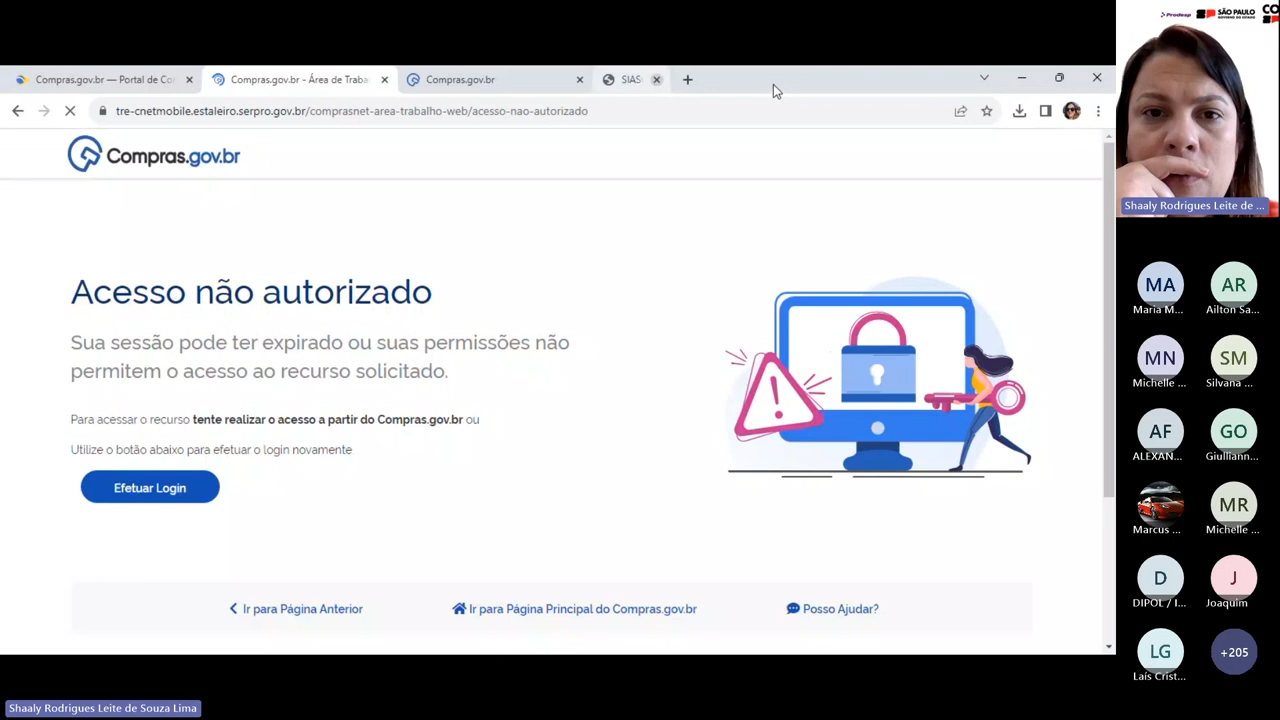 Prodesp
SÃO PAULO
GOVERNO DO ESTADO
CO
Compras.gov.br — Portal de Co
Compras.gov.br - Área de Traba
Compras.gov.br
SIAS
tre-cnetmobile.estaleiro.serpro.gov.br/comprasnet-area-trabalho-web/acesso-nao-autorizado
Compras.gov.br
Acesso não autorizado
Sua sessão pode ter expirado ou suas permissões não
permitem o acesso ao recurso solicitado.
Para acessar o recurso tente realizar o acesso a partir do Compras.gov.br ou
Utilize o botão abaixo para efetuar o login novamente
Efetuar Login
Ir para Página Anterior
Ir para Página Principal do Compras.gov.br
Posso Ajudar?
Shaaly Rodrigues Leite de ...
MA
Maria M...
AR
Ailton Sa...
MN
Michelle ...
SM
Silvana ...
AF
ALEXAN...
GO
Giulliann...
Marcus ...
MR
Michelle ...
D
DIPOL / I...
J
Joaquim
LG
Laís Crist...
+205
Shaaly Rodrigues Leite de Souza Lima